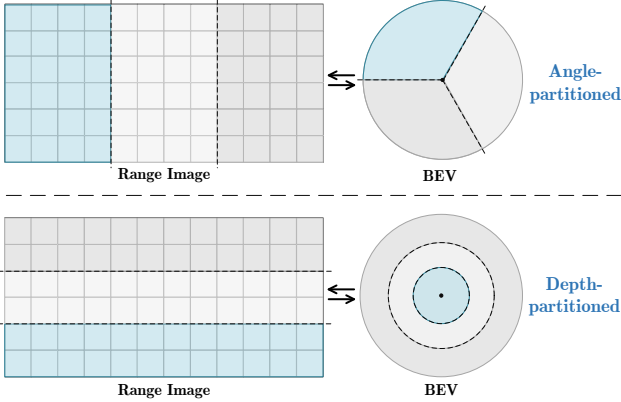 Angle-
partitioned
Range Image
BEV
Depth-
partitioned
Range Image
BEV